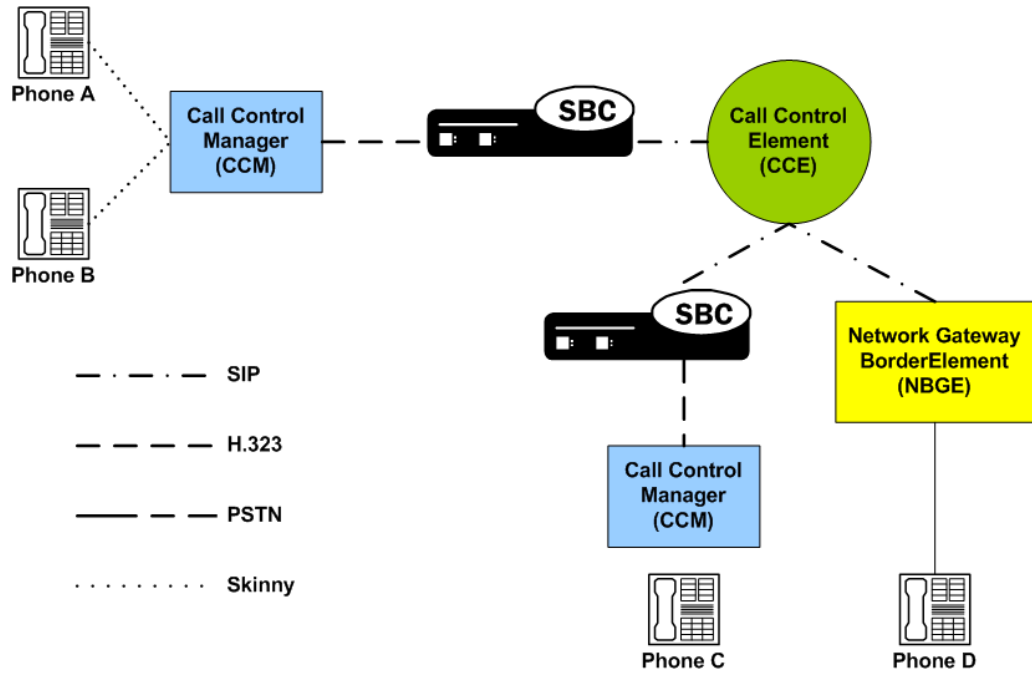 Phone A
Call Control
Manager
(CCM)
SBC
Call Control
Element
(CCE)
Phone B
SBC
Network Gateway
BorderElement
(NBGE)
SIP
H.323
Call Control
Manager
(CCM)
PSTN
Skinny
Phone C
Phone D